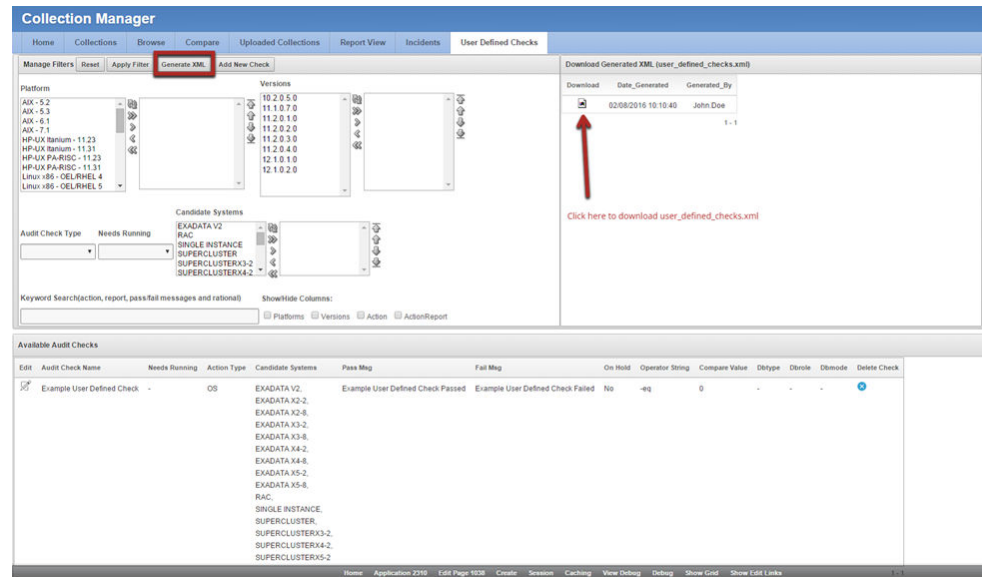 Collection Manager
Home Collections Browse Compare Uploaded Collections Report View Incidents User Defined Checks
Manage Filters Reset Apply Filter Generate XML Add New Check
Platform
AIX - 5.2
AIX - 5.3
AIX - 6.1
AIX - 7.1
HP-UX Itanium - 11.23
HP-UX Itanium - 11.31
HP-UX PA-RISC - 11.23
HP-UX PA-RISC - 11.31
Linux x86 - OEL/RHEL 4
Linux x86 - OEL/RHEL 5
Versions
10.2.0.5.0
11.1.0.7.0
11.2.0.1.0
11.2.0.2.0
11.2.0.3.0
11.2.0.4.0
12.1.0.1.0
12.1.0.2.0
Audit Check Type Needs Running
Candidate Systems
EXADATA V2
RAC
SINGLE INSTANCE
SUPERCLUSTER
SUPERCLUSTERX3-2
SUPERCLUSTERX4-2
Keyword Search(action, report, pass/fail messages and rational)
Show/Hide Columns:
Platforms Versions Action ActionReport
Download Generated XML (user_defined_checks.xml)
Download Date_Generated Generated_By
02/08/2016 10:10:40 John Doe
1 - 1
Click here to download user_defined_checks.xml
Available Audit Checks
Edit Audit Check Name Needs Running Action Type Candidate Systems Pass Msg Fail Msg On Hold Operator String Compare Value Dbtype Dbrole Dbmode Delete Check
Example User Defined Check - OS EXADATA V2, Example User Defined Check Passed Example User Defined Check Failed No -eq 0 - - -
EXADATA X2-2,
EXADATA X2-8,
EXADATA X3-2,
EXADATA X3-8,
EXADATA X4-2,
EXADATA X4-8,
EXADATA X5-2,
EXADATA X5-8,
RAC,
SINGLE INSTANCE,
SUPERCLUSTER,
SUPERCLUSTERX3-2,
SUPERCLUSTERX4-2,
SUPERCLUSTERX5-2
Home Application 2310 Edit Page 1038 Create Session Caching View Debug Debug Show Grid Show Edit Links
1 - 1